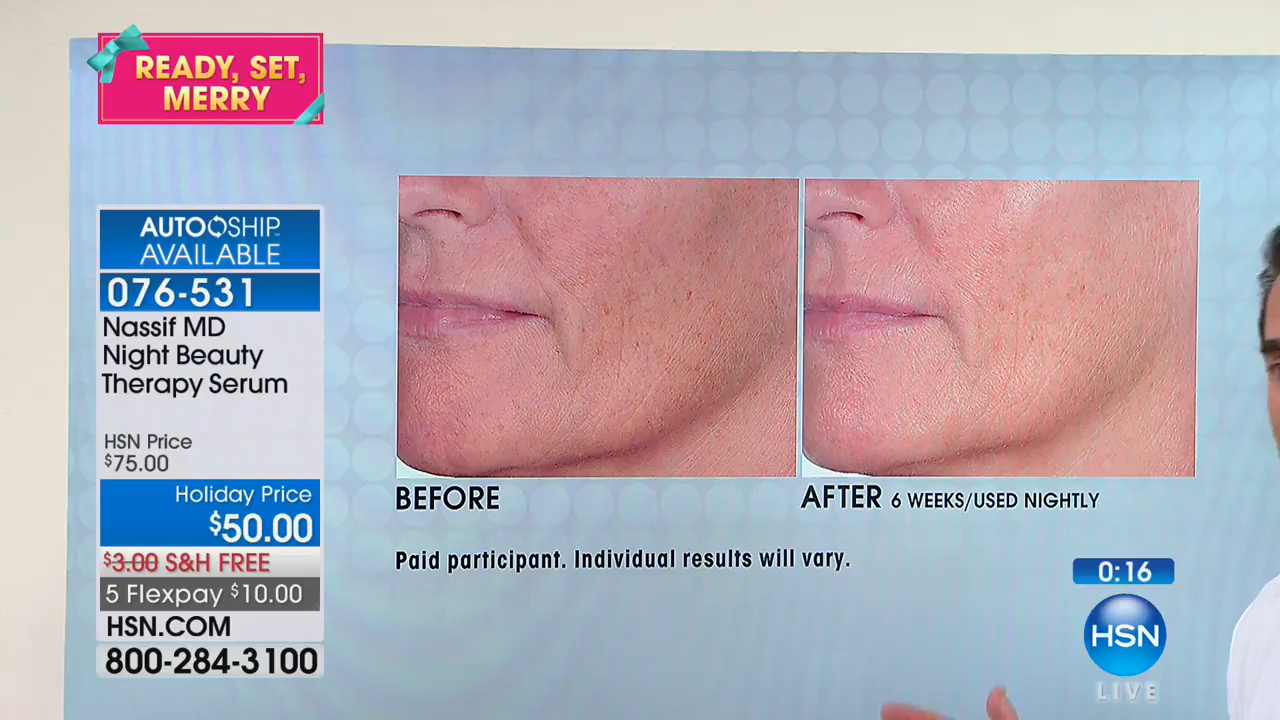 READY, SET,
MERRY
AUTOSHIP
AVAILABLE
076-531
Nassif MD
Night Beauty
Therapy Serum
HSN Price
$75.00
Holiday Price
$50.00
$3.00 S&H FREE
5 Flexpay $10.00
HSN.COM
800-284-3100
BEFORE
AFTER 6 WEEKS/USED NIGHTLY
Paid participant. Individual results will vary.
0:16
HSN
LIVE